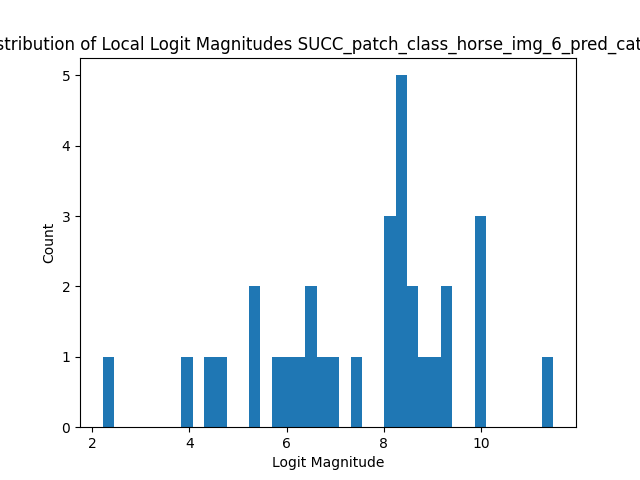 stribution of Local Logit Magnitudes SUCC_patch_class_horse_img_6_pred_cat
5
4
3
2
1
0
Count
2 4 6 8 10
Logit Magnitude